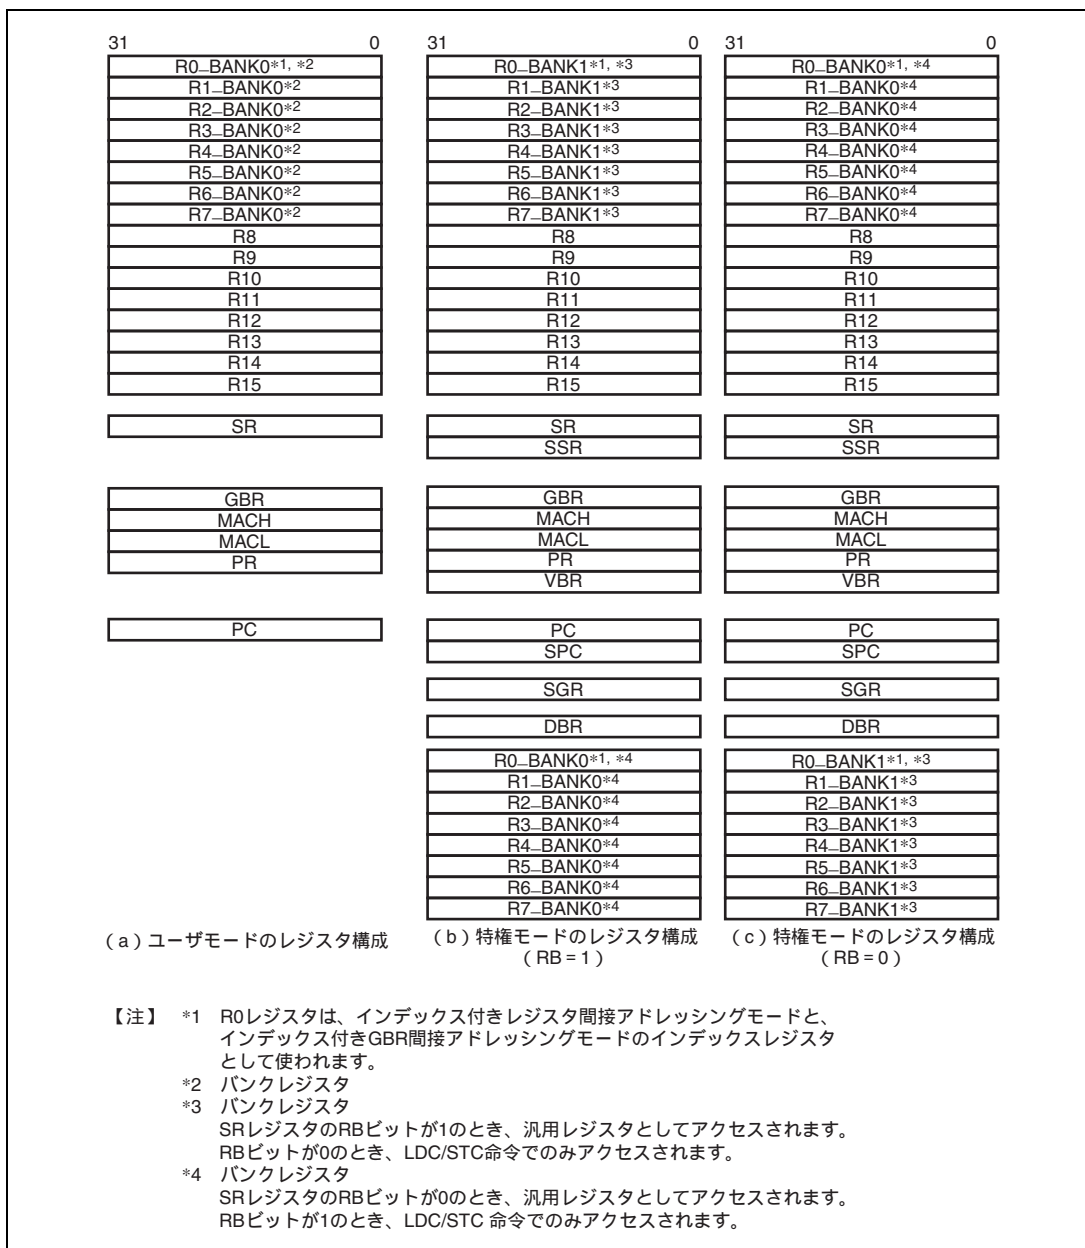 31 0 31 0 31 0
R0_BANK0*1, *2 R0_BANK1*1, *3 R0_BANK0*1, *4
R1_BANK0*2 R1_BANK1*3 R1_BANK0*4
R2_BANK0*2 R2_BANK1*3 R2_BANK0*4
R3_BANK0*2 R3_BANK1*3 R3_BANK0*4
R4_BANK0*2 R4_BANK1*3 R4_BANK0*4
R5_BANK0*2 R5_BANK1*3 R5_BANK0*4
R6_BANK0*2 R6_BANK1*3 R6_BANK0*4
R7_BANK0*2 R7_BANK1*3 R7_BANK0*4
R8 R8 R8
R9 R9 R9
R10 R10 R10
R11 R11 R11
R12 R12 R12
R13 R13 R13
R14 R14 R14
R15 R15 R15
SR SR SR
SSR SSR
GBR GBR GBR
MACH MACH MACH
MACL MACL MACL
PR PR PR
VBR VBR
PC PC PC
SPC SPC
SGR SGR
DBR DBR
R0_BANK0*1, *4 R0_BANK1*1, *3
R1_BANK0*4 R1_BANK1*3
R2_BANK0*4 R2_BANK1*3
R3_BANK0*4 R3_BANK1*3
R4_BANK0*4 R4_BANK1*3
R5_BANK0*4 R5_BANK1*3
R6_BANK0*4 R6_BANK1*3
R7_BANK0*4 R7_BANK1*3
(a)ユーザモードのレジスタ構成 (b)特権モードのレジスタ構成 (c)特権モードのレジスタ構成
(RB = 1) (RB = 0)
【注】 *1 R0レジスタは、インデックス付きレジスタ間接アドレッシングモードと、
インデックス付きGBR間接アドレッシングモードのインデックスレジスタ
として使われます。
*2 バンクレジスタ
*3 バンクレジスタ
SRレジスタのRBビットが1のとき、汎用レジスタとしてアクセスされます。
RBビットが0のとき、LDC/STC命令でのみアクセスされます。
*4 バンクレジスタ
SRレジスタのRBビットが0のとき、汎用レジスタとしてアクセスされます。
RBビットが1のとき、LDC/STC 命令でのみアクセスされます。